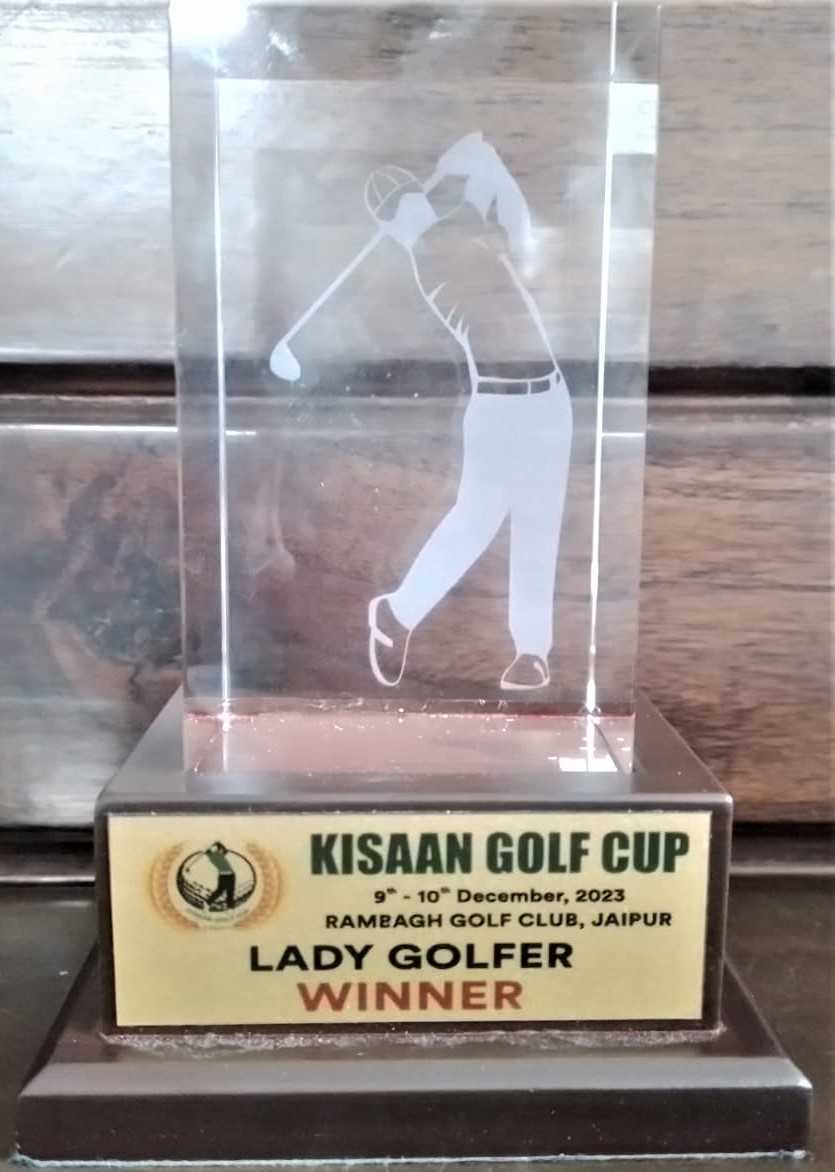 KISAAN GOLF CUP
9th - 10th December, 2023
RAMBAGH GOLF CLUB, JAIPUR
LADY GOLFER
WINNER